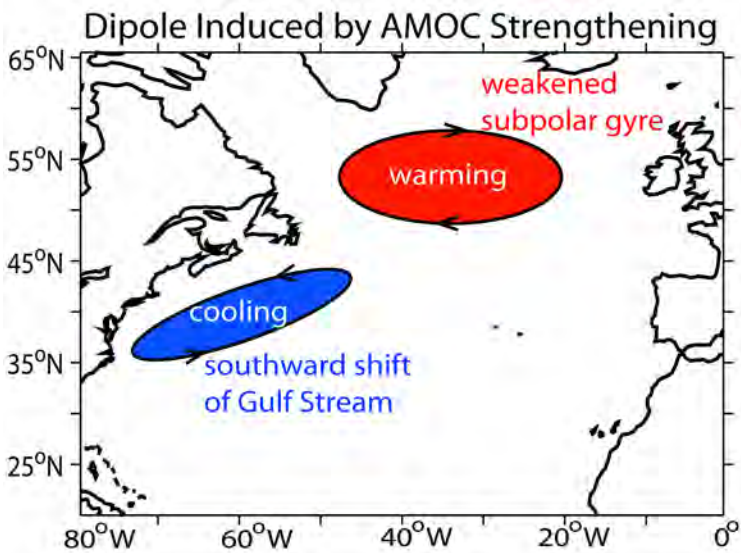 Dipole Induced by AMOC Strengthening
65°N
weakened
subpolar gyre
55°N
warming
45°N
cooling
35°N
southward shift
of Gulf Stream
25°N
80°W 60°W 40°W 20°W 0°